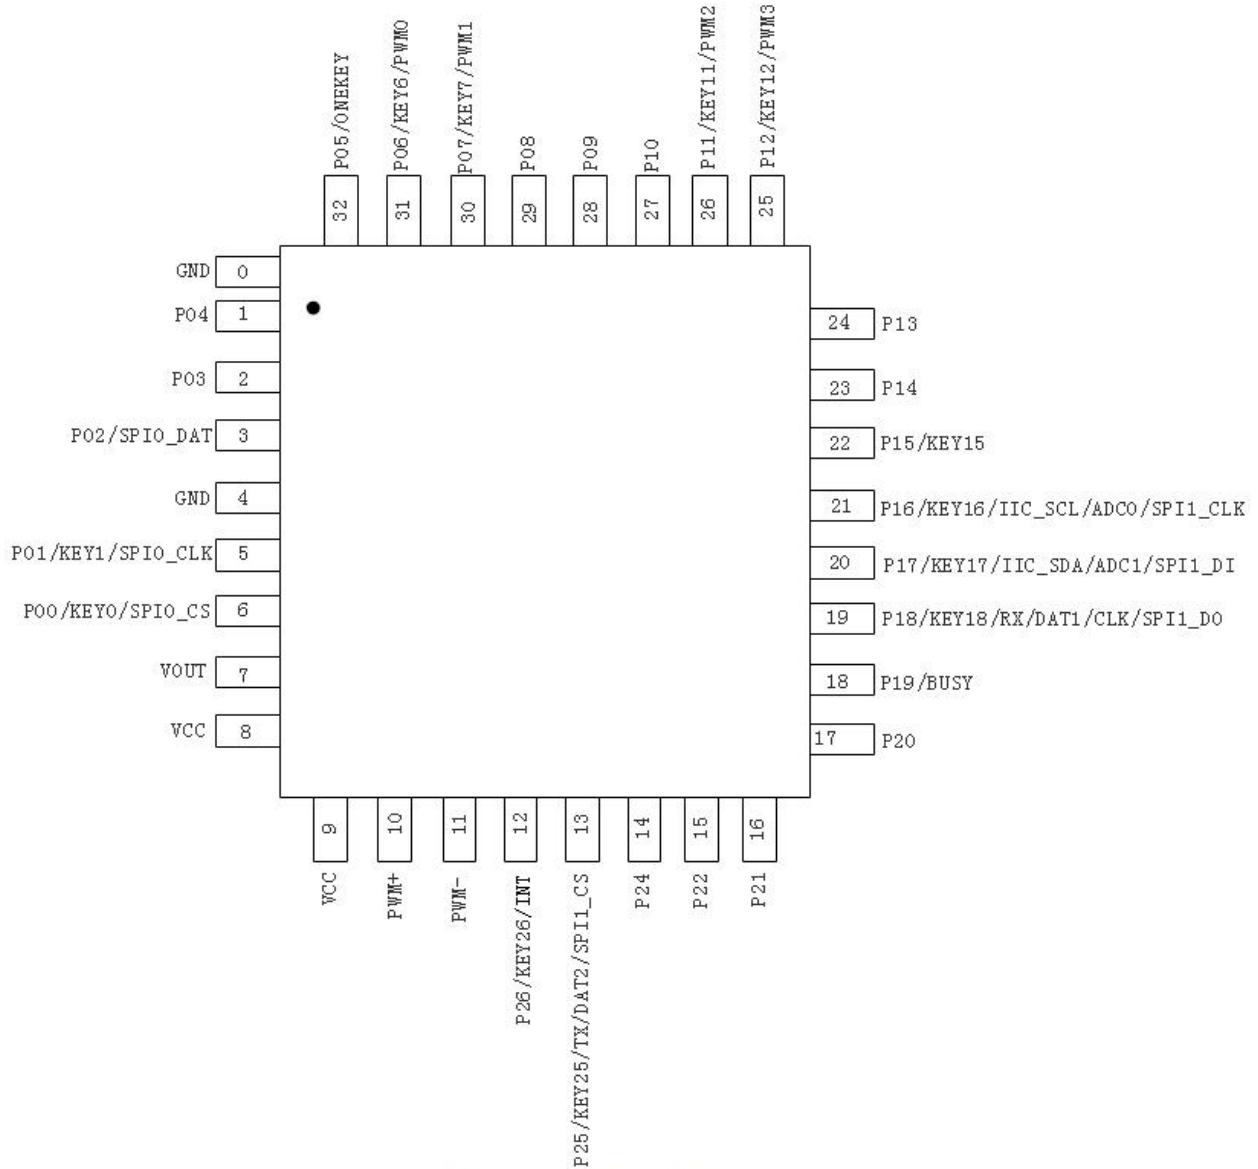 P05/ONEKEY
P06/KEY6/PWM0
P07/KEY7/PWM1
P08
P09
P10
P11/KEY11/PWM2
P12/KEY12/PWM3
32
31
30
29
28
27
26
25
GND 0
P04 1
P03 2
P02/SPI0_DAT 3
GND 4
P01/KEY1/SPI0_CLK 5
P00/KEY0/SPI0_CS 6
VOUT 7
VCC 8
24 P13
23 P14
22 P15/KEY15
21 P16/KEY16/IIC_SCL/ADC0/SPI1_CLK
20 P17/KEY17/IIC_SDA/ADC1/SPI1_DI
19 P18/KEY18/RX/DAT1/CLK/SPI1_DO
18 P19/BUSY
17 P20
9
10
11
12
13
14
15
16
VCC
PWM+
PWM-
P26/KEY26/INT
P25/KEY25/TX/DAT2/SPI1_CS
P24
P22
P21